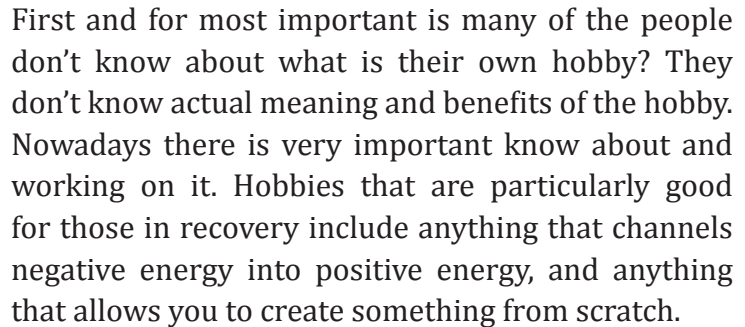 First and for most important is many of the people
don’t know about what is their own hobby? They
don’t know actual meaning and benefits of the hobby.
Nowadays there is very important know about and
working on it. Hobbies that are particularly good
for those in recovery include anything that channels
negative energy into positive energy, and anything
that allows you to create something from scratch.